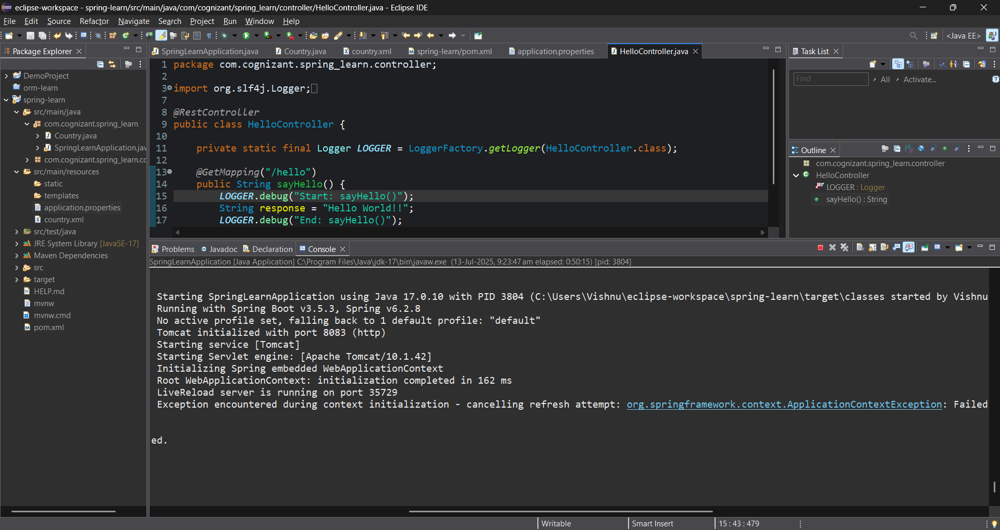 eclipse-workspace - spring-learn/src/main/java/com/cognizant/spring_learn/controller/HelloController.java - Eclipse IDE
File Edit Source Refactor Navigate Search Project Run Window Help
<Java EE>
Package Explorer
DemoProject
orm-learn
spring-learn
src/main/java
com.cognizant.spring_learn
Country.java
SpringLearnApplication.jav
com.cognizant.spring_learn.cc
src/main/resources
static
templates
application.properties
country.xml
src/test/java
JRE System Library [JavaSE-17]
Maven Dependencies
src
target
HELP.md
mvnw
mvnw.cmd
pom.xml
SpringLearnApplication.java Country.java country.xml spring-learn/pom.xml application.properties HelloController.java
1 package com.cognizant.spring_learn.controller;
2
3 import org.slf4j.Logger;
7
8 @RestController
9 public class HelloController {
10
11 private static final Logger LOGGER = LoggerFactory.getLogger(HelloController.class);
12
13 @GetMapping("/hello")
14 public String sayHello() {
15 LOGGER.debug("Start: sayHello()");
16 String response = "Hello World!!";
17 LOGGER.debug("End: sayHello()");
Task List
Find All Activate...
Outline
com.cognizant.spring_learn.controller
HelloController
LOGGER : Logger
sayHello() : String
Problems Javadoc Declaration Console
SpringLearnApplication [Java Application] C:\Program Files\Java\jdk-17\bin\javaw.exe (13-Jul-2025, 9:23:47 am elapsed: 0:50:15) [pid: 3804]
Starting SpringLearnApplication using Java 17.0.10 with PID 3804 (C:\Users\Vishnu\eclipse-workspace\spring-learn\target\classes started by Vishnu
Running with Spring Boot v3.5.3, Spring v6.2.8
No active profile set, falling back to 1 default profile: "default"
Tomcat initialized with port 8083 (http)
Starting service [Tomcat]
Starting Servlet engine: [Apache Tomcat/10.1.42]
Initializing Spring embedded WebApplicationContext
Root WebApplicationContext: initialization completed in 162 ms
LiveReload server is running on port 35729
Exception encountered during context initialization - cancelling refresh attempt: org.springframework.context.ApplicationContextException: Failed
ed.
Writable Smart Insert 15 : 43 : 479